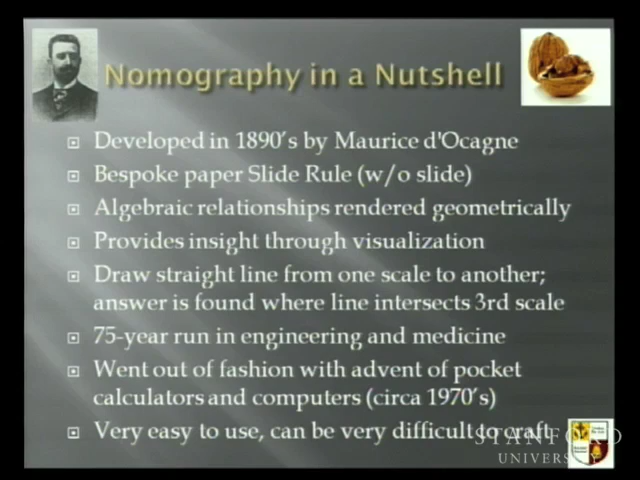 Nomography in a Nutshell
Developed in 1890's by Maurice d'Ocagne
Bespoke paper Slide Rule (w/o slide)
Algebraic relationships rendered geometrically
Provides insight through visualization
Draw straight line from one scale to another;
answer is found where line intersects 3rd scale
75-year run in engineering and medicine
Went out of fashion with advent of pocket
calculators and computers (circa 1970's)
Very easy to use, can be very difficult to craft
STANFORD
UNIVERSITY